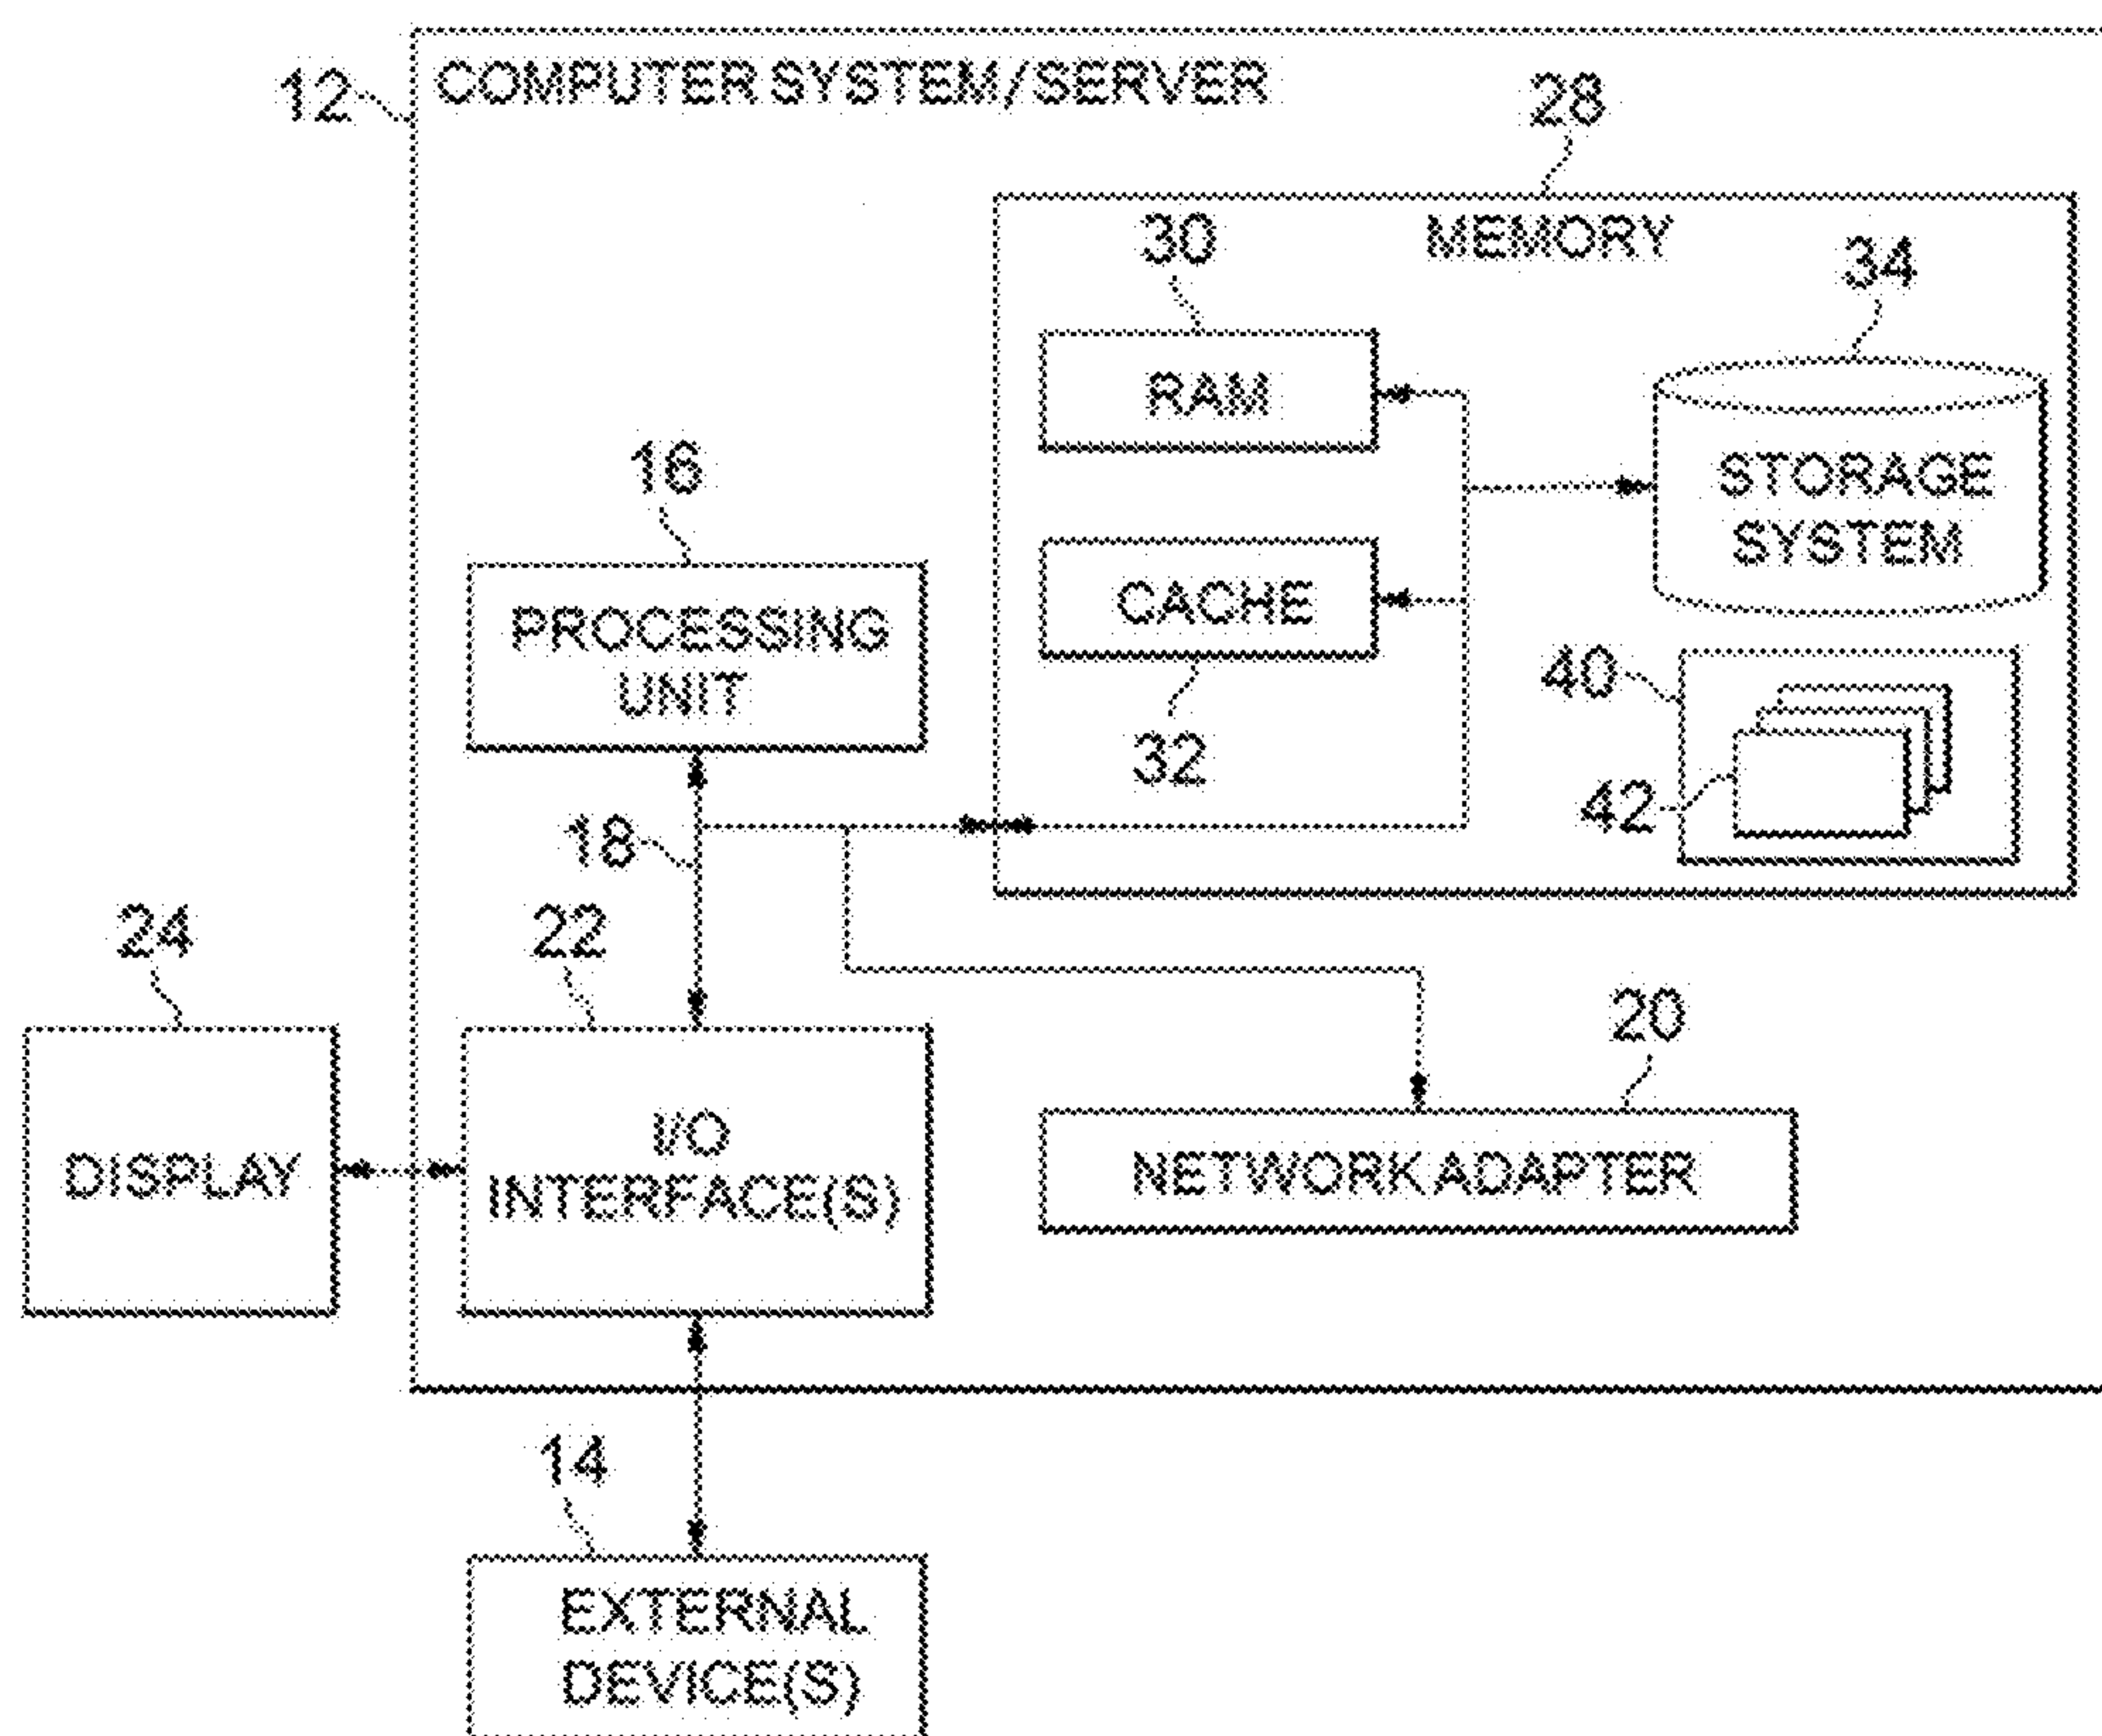 12
COMPUTER SYSTEM/SERVER
28
MEMORY
30
34
RAM
STORAGE
SYSTEM
16
CACHE
PROCESSING
UNIT
40
32
42
18
24
22
20
DISPLAY
I/O
INTERFACE(S)
NETWORK ADAPTER
14
EXTERNAL
DEVICE(S)